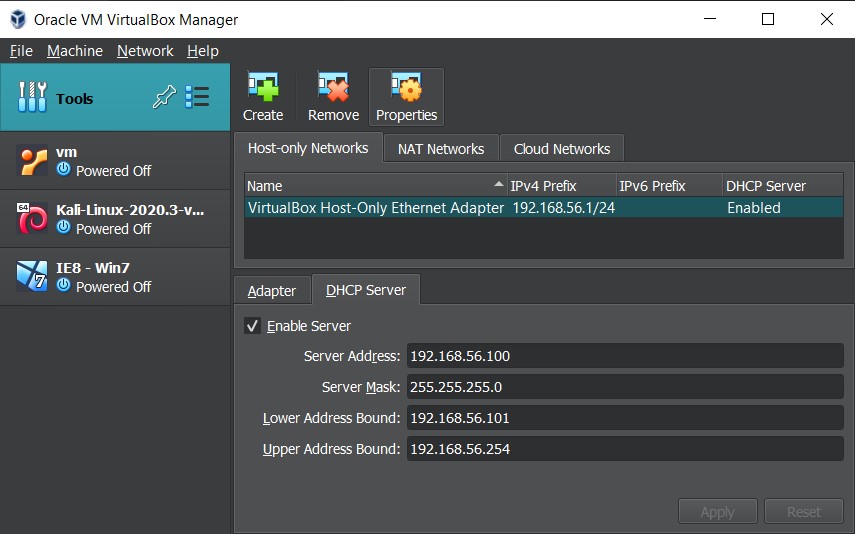 Oracle VM VirtualBox Manager
File Machine Network Help
Tools
Create Remove Properties
vm
Powered Off
64
Kali-Linux-2020.3-v...
Powered Off
7
IE8 - Win7
Powered Off
Host-only Networks NAT Networks Cloud Networks
Name IPv4 Prefix IPv6 Prefix DHCP Server
VirtualBox Host-Only Ethernet Adapter 192.168.56.1/24 Enabled
Adapter DHCP Server
Enable Server
Server Address: 192.168.56.100
Server Mask: 255.255.255.0
Lower Address Bound: 192.168.56.101
Upper Address Bound: 192.168.56.254
Apply Reset